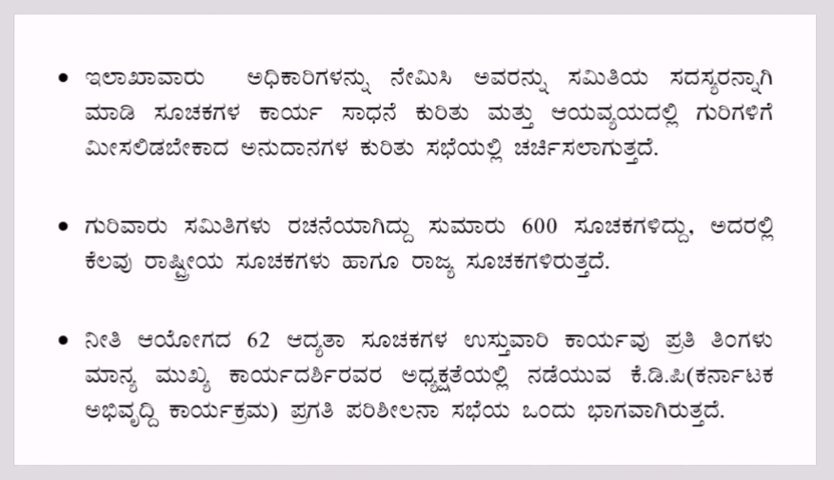 • ಇಲಾಖಾವಾರು ಅಧಿಕಾರಿಗಳನ್ನು ನೇಮಿಸಿ ಅವರನ್ನು ಸಮಿತಿಯ ಸದಸ್ಯರನ್ನಾಗಿ
ಮಾಡಿ ಸೂಚಕಗಳ ಕಾರ್ಯ ಸಾಧನೆ ಕುರಿತು ಮತ್ತು ಆಯವ್ಯಯದಲ್ಲಿ ಗುರಿಗಳಿಗೆ
ಮೀಸಲಿಡಬೇಕಾದ ಅನುದಾನಗಳ ಕುರಿತು ಸಭೆಯಲ್ಲಿ ಚರ್ಚಿಸಲಾಗುತ್ತದೆ.
• ಗುರಿವಾರು ಸಮಿತಿಗಳು ರಚನೆಯಾಗಿದ್ದು ಸುಮಾರು 600 ಸೂಚಕಗಳಿದ್ದು, ಅದರಲ್ಲಿ
ಕೆಲವು ರಾಷ್ಟ್ರೀಯ ಸೂಚಕಗಳು ಹಾಗೂ ರಾಜ್ಯ ಸೂಚಕಗಳಿರುತ್ತದೆ.
• ನೀತಿ ಆಯೋಗದ 62 ಆದ್ಯತಾ ಸೂಚಕಗಳ ಉಸ್ತುವಾರಿ ಕಾರ್ಯವು ಪ್ರತಿ ತಿಂಗಳು
ಮಾನ್ಯ ಮುಖ್ಯ ಕಾರ್ಯದರ್ಶಿರವರ ಅಧ್ಯಕ್ಷತೆಯಲ್ಲಿ ನಡೆಯುವ ಕೆ.ಡಿ.ಪಿ(ಕರ್ನಾಟಕ
ಅಭಿವೃದ್ದಿ ಕಾರ್ಯಕ್ರಮ) ಪ್ರಗತಿ ಪರಿಶೀಲನಾ ಸಭೆಯ ಒಂದು ಭಾಗವಾಗಿರುತ್ತದೆ.